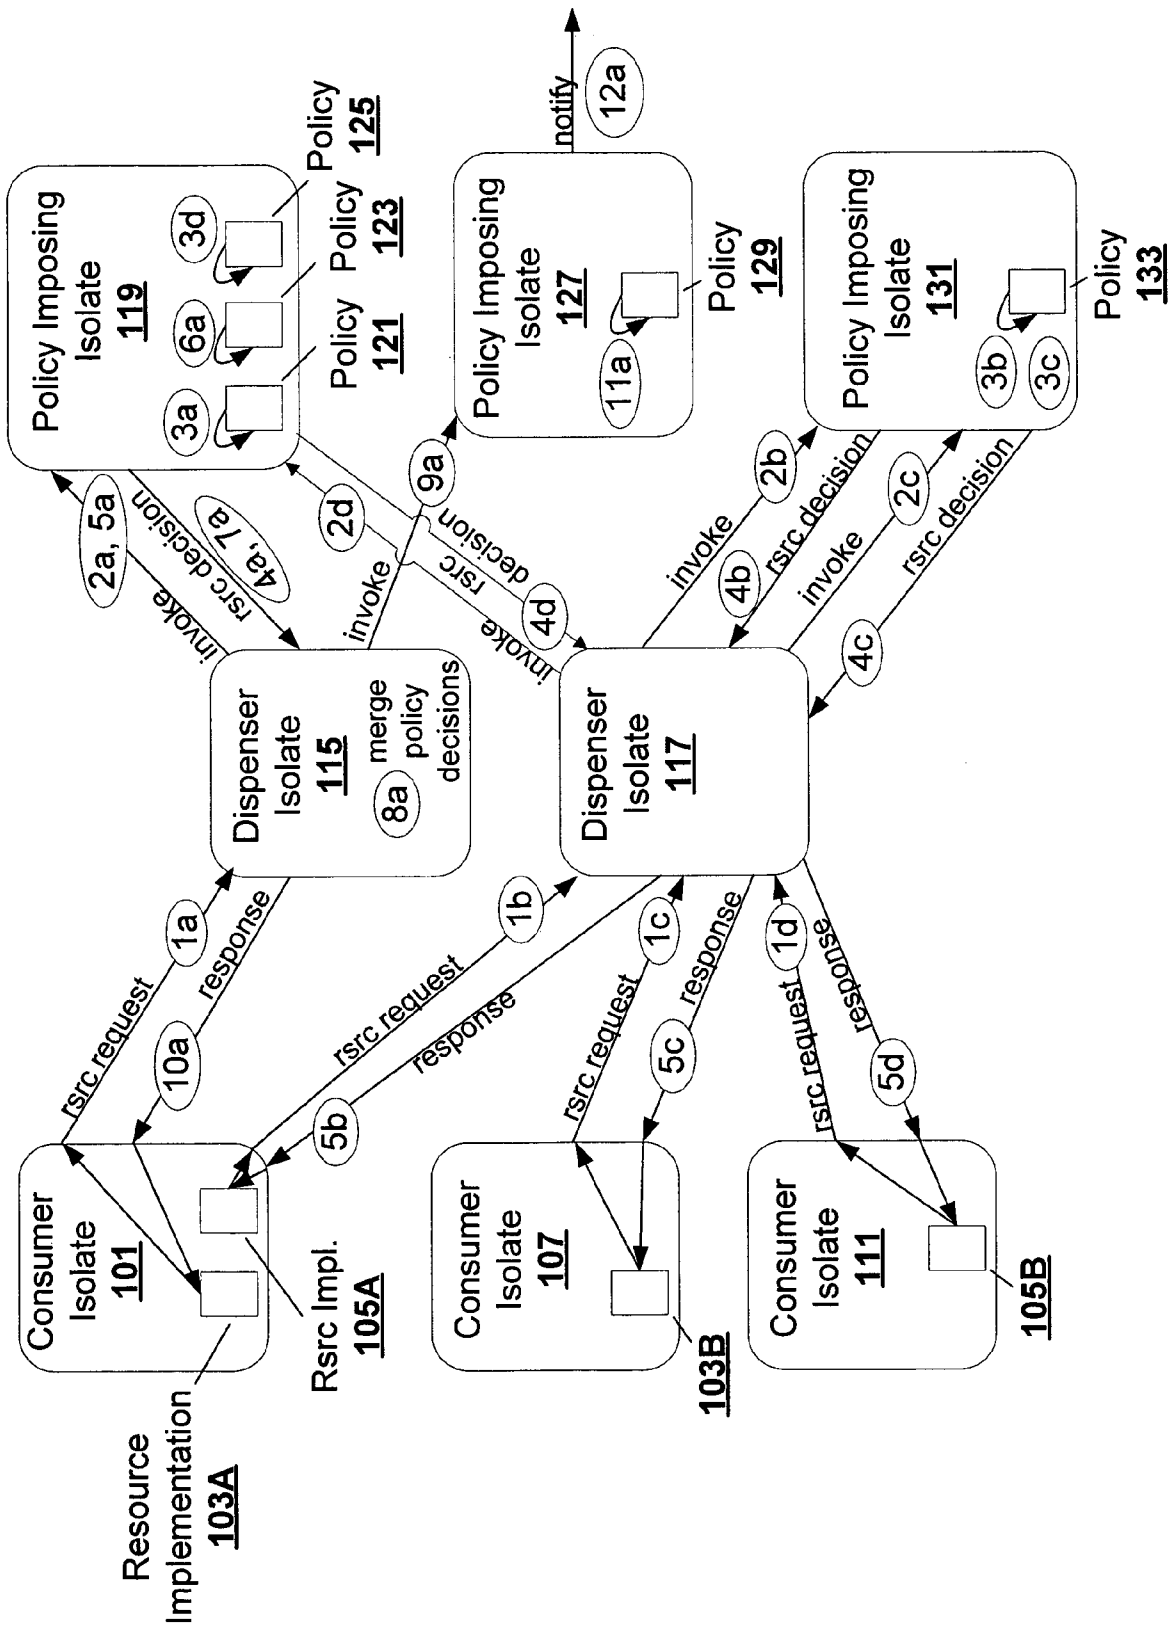 Resource
Implementation
103A
Rsrc Impl.
105A
Consumer
Isolate
101
rsrc request
1a
10a
response
Dispenser
Isolate
115
8a
merge
policy
decisions
invoke
2a, 5a
rsrc decision
4a, 7a
Policy Imposing
Isolate
119
3a
6a
3d
Policy
121
Policy
123
Policy
125
5b
rsrc request
response
1b
invoke
2d
rsrc
decision
4d
invoke
9a
Policy Imposing
Isolate
127
11a
Policy
129
notify
12a
Consumer
Isolate
107
103B
rsrc request
1c
5c
response
Dispenser
Isolate
117
invoke
2b
4b
rsrc decision
invoke
2c
4c
rsrc decision
Policy Imposing
Isolate
131
3b
3c
Policy
133
Consumer
Isolate
111
105B
rsrc request
1d
5d
response